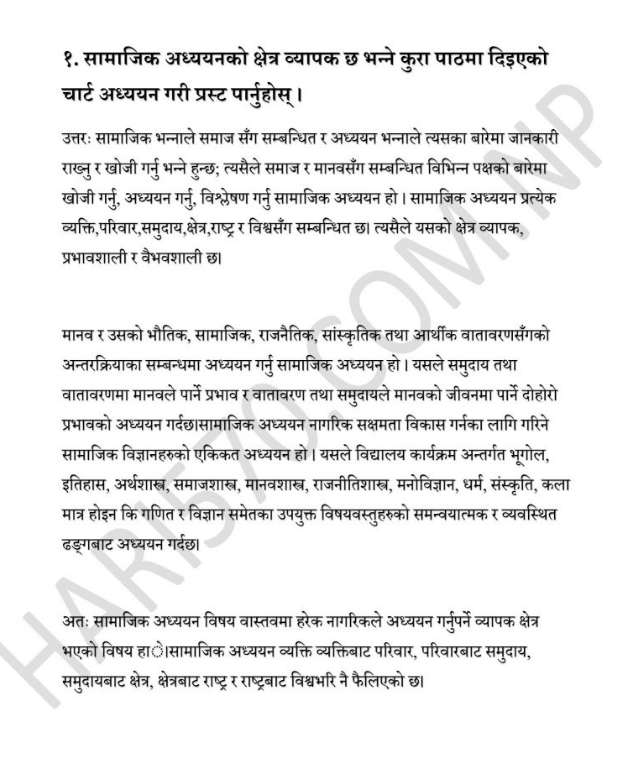 १. सामाजिक अध्ययनको क्षेत्र व्यापक छ भन्ने कुरा पाठमा दिइएको
चार्ट अध्ययन गरी प्रस्ट पार्नुहोस् ।
उत्तरः सामाजिक भन्नाले समाज सँग सम्बन्धित र अध्ययन भन्नाले त्यसका बारेमा जानकारी
राख्नु र खोजी गर्नु भन्ने हुन्छ; त्यसैले समाज र मानवसँग सम्बन्धित विभिन्न पक्षको बारेमा
खोजी गर्नु, अध्ययन गर्नु, विश्लेषण गर्नु सामाजिक अध्ययन हो । सामाजिक अध्ययन प्रत्येक
व्यक्ति,परिवार,समुदाय,क्षेत्र,राष्ट्र र विश्वसँग सम्बन्धित छ। त्यसैले यसको क्षेत्र व्यापक,
प्रभावशाली र वैभवशाली छ।
मानव र उसको भौतिक, सामाजिक, राजनैतिक, सांस्कृतिक तथा आर्थीक वातावरणसँगको
अन्तरक्रियाका सम्बन्धमा अध्ययन गर्नु सामाजिक अध्ययन हो । यसले समुदाय तथा
वातावरणमा मानवले पार्ने प्रभाव र वातावरण तथा समुदायले मानवको जीवनमा पार्ने दोहोरो
प्रभावको अध्ययन गर्दछ।सामाजिक अध्ययन नागरिक सक्षमता विकास गर्नका लागि गरिने
सामाजिक विज्ञानहरुको एकिकत अध्ययन हो । यसले विद्यालय कार्यक्रम अन्तर्गत भूगोल,
इतिहास, अर्थशास्त्र, समाजशास्त्र, मानवशास्त्र, राजनीतिशास्त्र, मनोविज्ञान, धर्म, संस्कृति, कला
मात्र होइन कि गणित र विज्ञान समेतका उपयुक्त विषयवस्तुहरुको समन्वयात्मक र व्यवस्थित
ढङ्गबाट अध्ययन गर्दछ।
अतः सामाजिक अध्ययन विषय वास्तवमा हरेक नागरिकले अध्ययन गर्नुपर्ने व्यापक क्षेत्र
भएको विषय हाे।सामाजिक अध्ययन व्यक्ति व्यक्तिबाट परिवार, परिवारबाट समुदाय,
समुदायबाट क्षेत्र, क्षेत्रबाट राष्ट्र र राष्ट्रबाट विश्वभरि नै फैलिएको छ।
HARI570.COM.NP